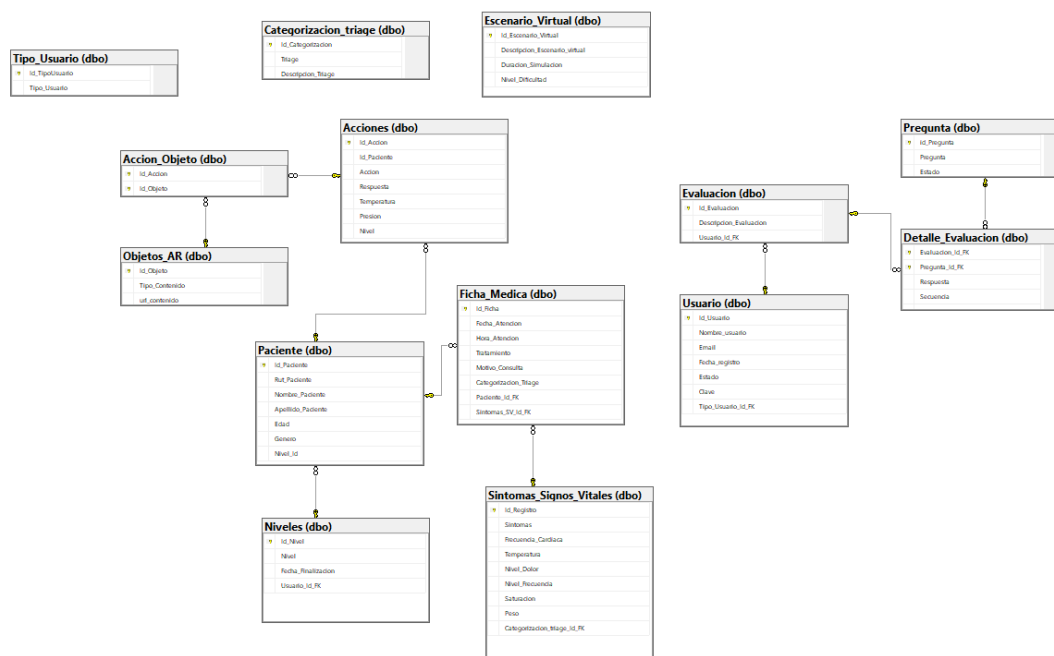 Tipo_Usuario (dbo)
Id_TipoUsuario
Tipo_Usuario
Categorizacion_triage (dbo)
Id_Categorizacion
Triage
Descripcion_Triage
Escenario_Virtual (dbo)
Id_Escenario_Virtual
Descripcion_Escenario_virtual
Duracion_Simulacion
Nivel_Dificultad
Accion_Objeto (dbo)
Id_Accion
Id_Objeto
Acciones (dbo)
Id_Accion
Id_Paciente
Accion
Respuesta
Temperatura
Presion
Nivel
Pregunta (dbo)
Id_Pregunta
Pregunta
Estado
Evaluacion (dbo)
Id_Evaluacion
Descripcion_Evaluacion
Usuario_Id_FK
Detalle_Evaluacion (dbo)
Evaluacion_Id_FK
Pregunta_Id_FK
Respuesta
Secuencia
Objetos_AR (dbo)
Id_Objeto
Tipo_Contenido
url_contenido
Ficha_Medica (dbo)
Id_Ficha
Fecha_Atencion
Hora_Atencion
Tratamiento
Motivo_Consulta
Categorizacion_Triage
Paciente_Id_FK
Sintomas_SV_Id_FK
Usuario (dbo)
Id_Usuario
Nombre_usuario
Email
Fecha_registro
Estado
Clave
Tipo_Usuario_Id_FK
Paciente (dbo)
Id_Paciente
Rut_Paciente
Nombre_Paciente
Apellido_Paciente
Edad
Genero
Nivel_Id
Niveles (dbo)
Id_Nivel
Nivel
Fecha_Finalizacion
Usuario_Id_FK
Sintomas_Signos_Vitales (dbo)
Id_Registro
Sintomas
Frecuencia_Cardiaca
Temperatura
Nivel_Dolor
Nivel_Frecuencia
Saturacion
Peso
Categorizacion_triage_Id_FK